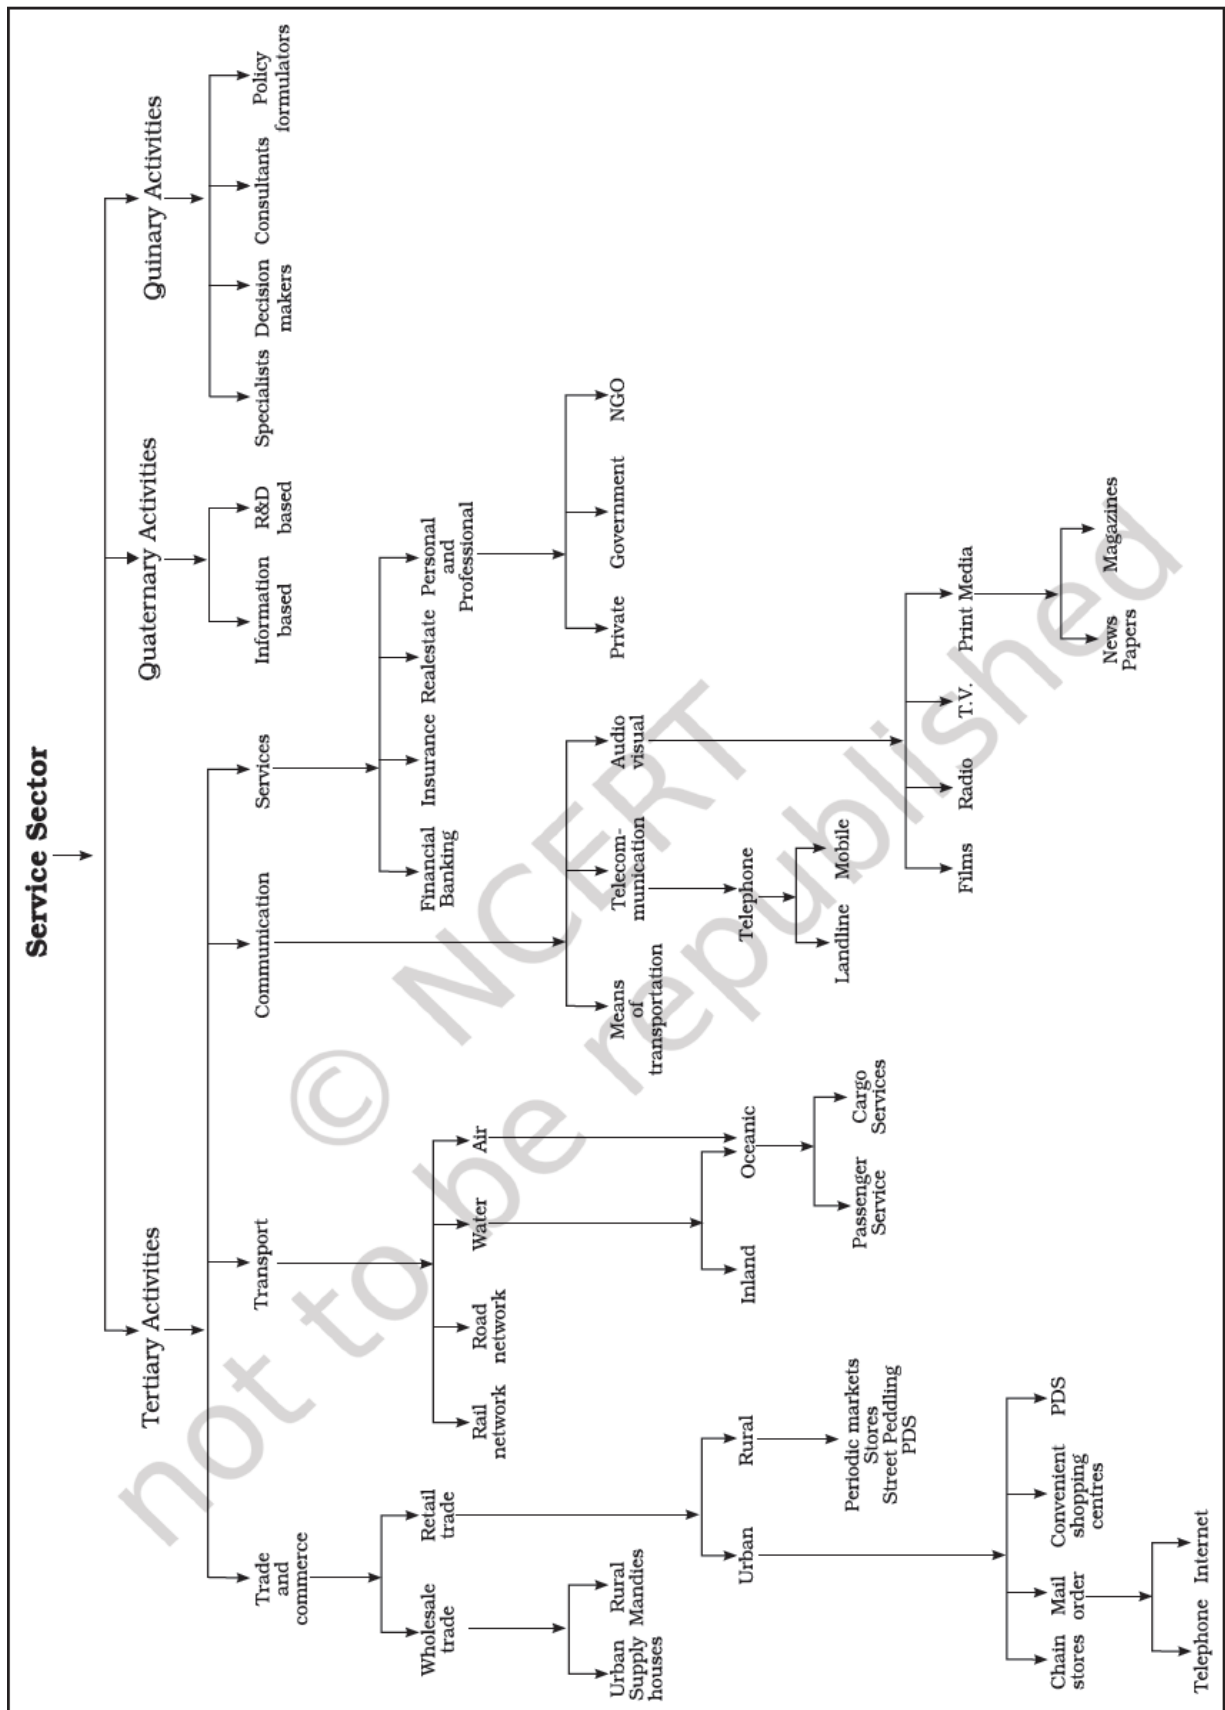 Service Sector
Tertiary Activities
Quaternary Activities
Quinary Activities
Trade
and
commerce
Transport
Communication
Services
Information
based
R&D
based
Specialists
Decision
makers
Consultants
Policy
formulators
Wholesale
trade
Retail
trade
Rail
network
Road
network
Water
Air
Financial
Banking
Insurance
Realestate
Personal
and
Professional
Urban
Supply
houses
Rural
Mandies
Means
of
transportation
Telecom-
munication
Audio
visual
Private
Government
NGO
Urban
Rural
Inland
Oceanic
Telephone
Periodic markets
Stores
Street Peddling
PDS
Passenger
Service
Cargo
Services
Landline
Mobile
Films
Radio
T.V.
Print Media
Chain
stores
Mail
order
Convenient
shopping
centres
PDS
News
Papers
Magazines
Telephone
Internet
© NCERT
not to be republished